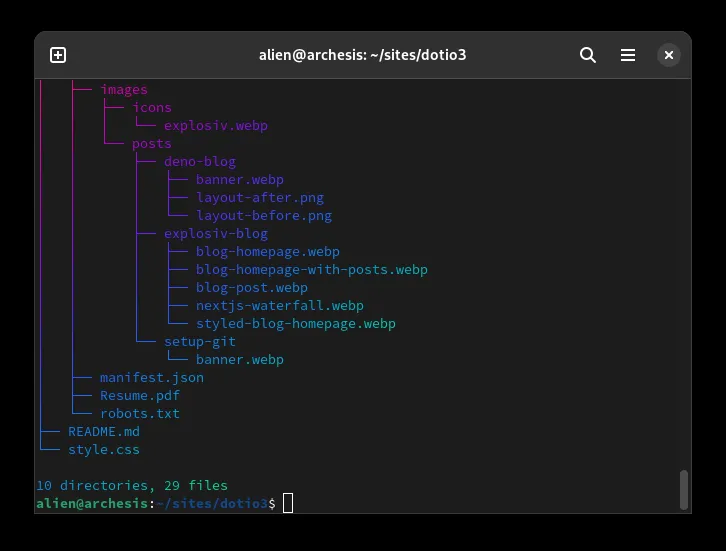 alien@archesis: ~/sites/dotio3
├── images
├── icons
└── explosiv.webp
└── posts
├── deno-blog
├── banner.webp
├── layout-after.png
└── layout-before.png
├── explosiv-blog
├── blog-homepage.webp
├── blog-homepage-with-posts.webp
├── blog-post.webp
├── nextjs-waterfall.webp
└── styled-blog-homepage.webp
└── setup-git
└── banner.webp
├── manifest.json
├── Resume.pdf
└── robots.txt
├── README.md
└── style.css
10 directories, 29 files
alien@archesis:~/sites/dotio3$